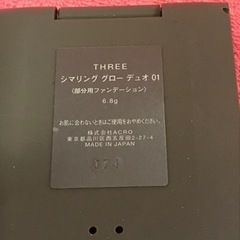 THREE
シマリング グロー デュオ 01
(部分用ファンデーション)
6.8g
お肌に合わないときはご使用をおやめください。
株式会社ACRO
東京都品川区西五反田2-27-4
MADE IN JAPAN